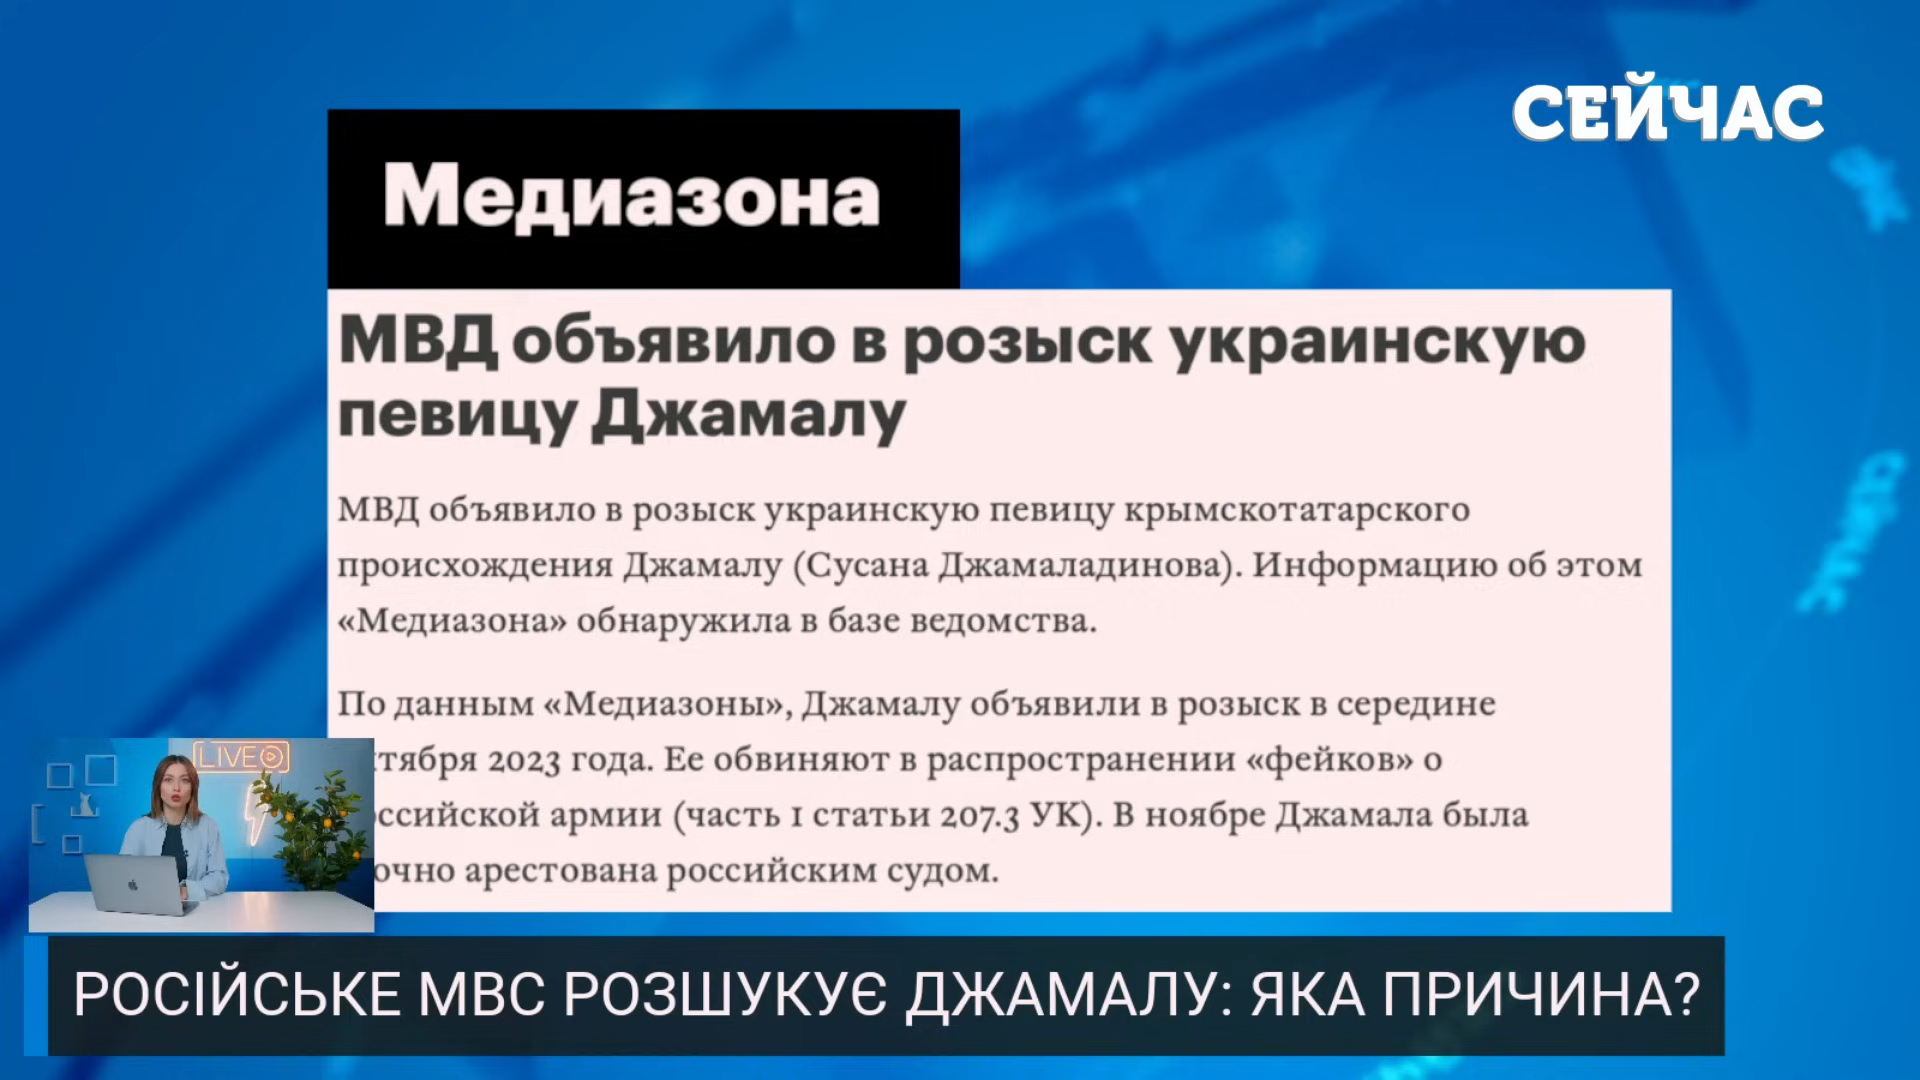 СЕЙЧАС
Медиазона
МВД объявило в розыск украинскую
певицу Джамалу
МВД объявило в розыск украинскую певицу крымскотатарского
происхождения Джамалу (Сусана Джамаладинова). Информацию об этом
«Медиазона» обнаружила в базе ведомства.
По данным «Медиазоны», Джамалу объявили в розыск в середине
ктября 2023 года. Ее обвиняют в распространении «фейков» о
оссийской армии (часть 1 статьи 207.3 УК). В ноябре Джамала была
очно арестована российским судом.
LIVE
РОСІЙСЬКЕ МВС РОЗШУКУЄ ДЖАМАЛУ: ЯКА ПРИЧИНА?